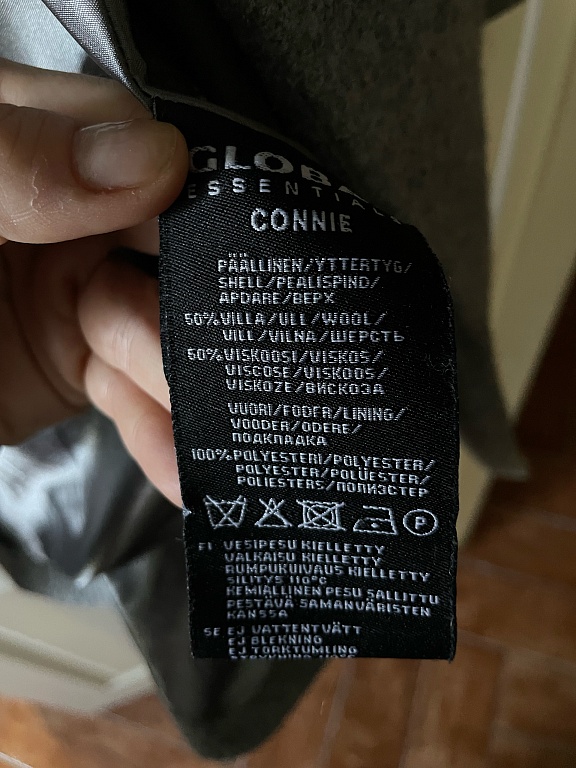 GLOBA
ESSENTIAL
CONNIE
PÄÄLLINEN/YTTERTYG/
SHELL/PEALISPIND/
APDARE/ВЕРХ
50%VILLA/ULL/WOOL/
VILL/VILNA/ШЕРСТЬ
50%VISKOOSI/VISKOS/
VISCOSE/VISKOOS/
VISKOZE/ВИСКОЗА
VUORI/FODER/LINING/
VOODER/ODERE/
ПОДКЛАДКА
100%POLYESTERI/POLYESTER/
POLYESTER/POLÜESTER/
POLIESTERS/ПОЛИЭСТЕР
P
FI VESIPESU KIELLETTY
VALKAISU KIELLETTY
RUMPUKUIVAUS KIELLETTY
SILITYS 110°C
KEMIALLINEN PESU SALLITTU
PESTÄVÄ SAMANVÄRISTEN
KANSSA
SE EJ VATTENTVÄTT
EJ BLEKNING
EJ TORKTUMLING
STRYKNING 110°C